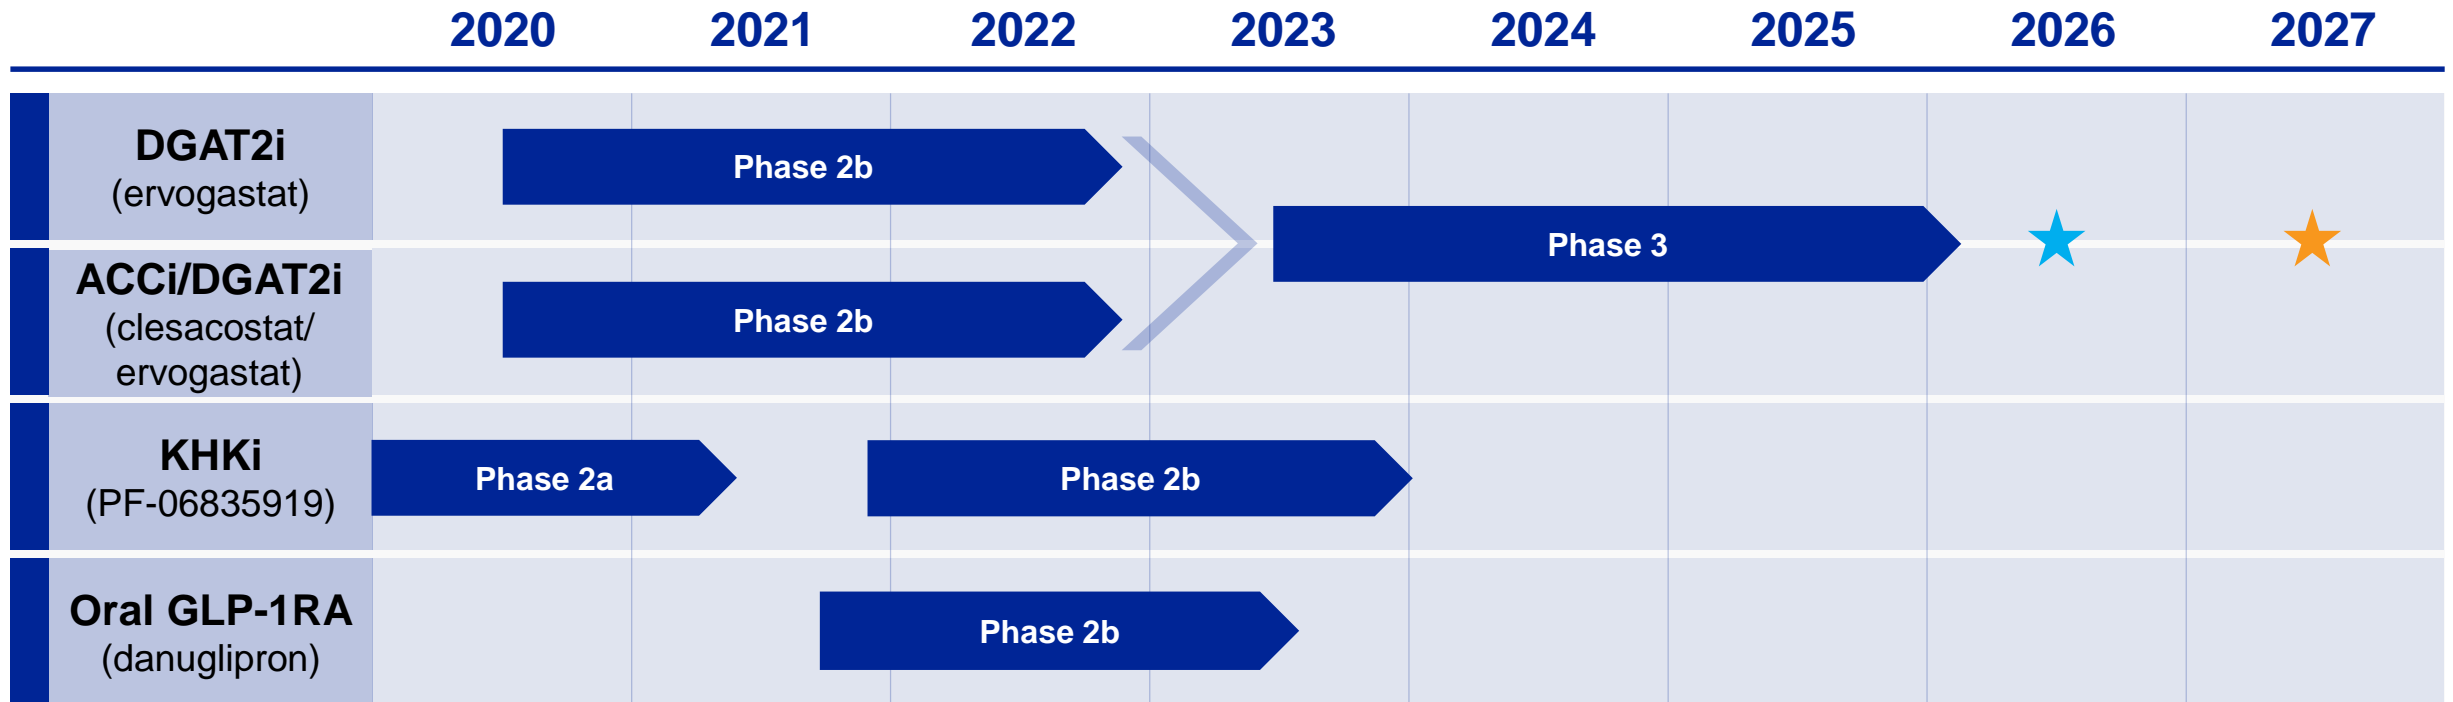 2020 2021 2022 2023 2024 2025 2026 2027
DGAT2i
(ervogastat)
Phase 2b
Phase 3
ACCi/DGAT2i
(clesacostat/
ervogastat)
Phase 2b
KHKi
(PF-06835919)
Phase 2a
Phase 2b
Oral GLP-1RA
(danuglipron)
Phase 2b